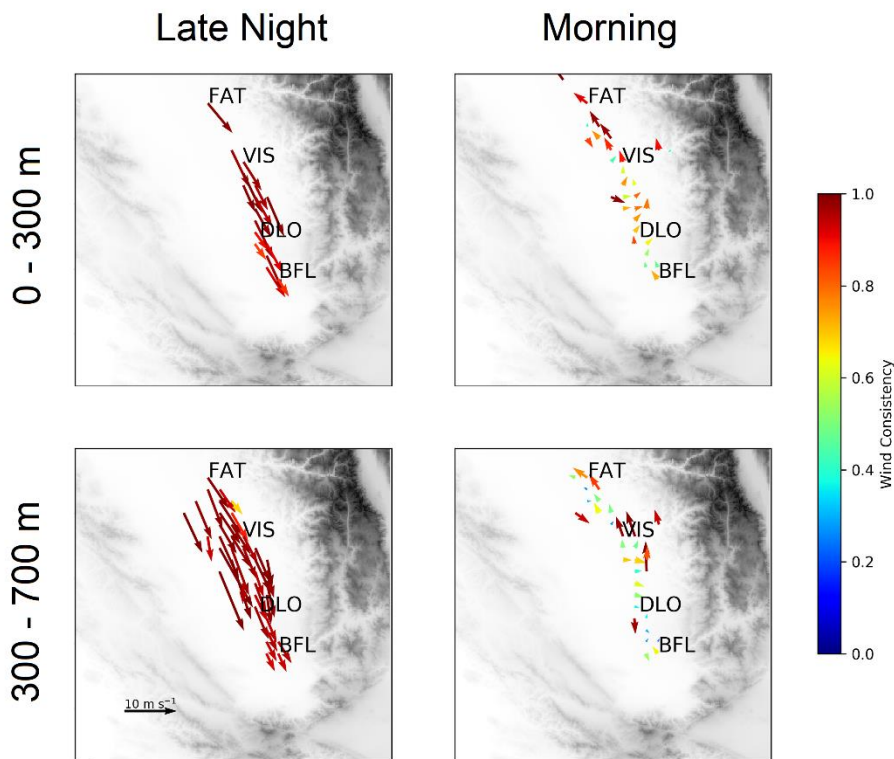 Late Night
Morning
0 - 300 m
FAT
VIS
DLO
BFL
FAT
VIS
DLO
BFL
300 - 700 m
FAT
VIS
DLO
BFL
10 m s⁻¹
FAT
VIS
DLO
BFL
1.0
0.8
0.6
0.4
0.2
0.0
Wind Consistency